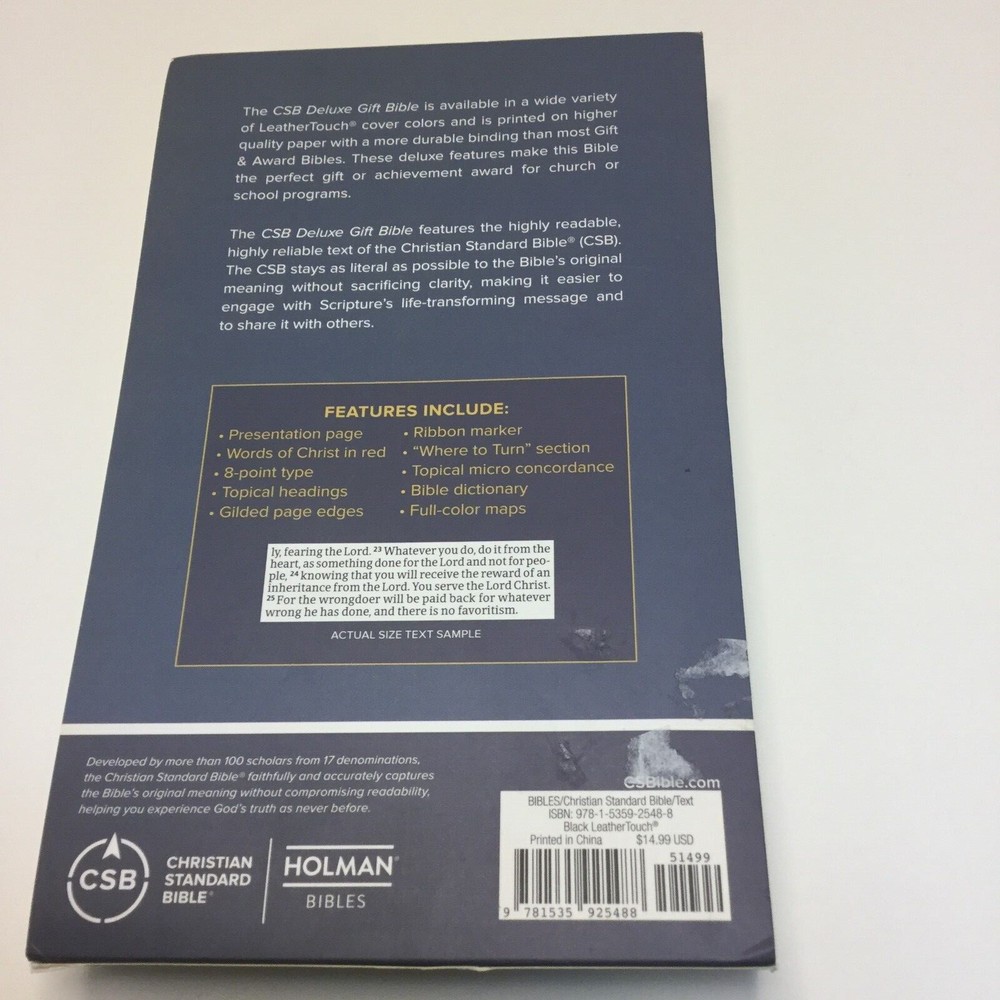 The CSB Deluxe Gift Bible is available in a wide variety
of LeatherTouch® cover colors and is printed on higher
quality paper with a more durable binding than most Gift
& Award Bibles. These deluxe features make this Bible
the perfect gift or achievement award for church or
school programs.
The CSB Deluxe Gift Bible features the highly readable,
highly reliable text of the Christian Standard Bible® (CSB).
The CSB stays as literal as possible to the Bible's original
meaning without sacrificing clarity, making it easier to
engage with Scripture's life-transforming message and
to share it with others.
FEATURES INCLUDE:
• Presentation page
• Words of Christ in red
• 8-point type
• Topical headings
• Gilded page edges
• Ribbon marker
• "Where to Turn" section
• Topical micro concordance
• Bible dictionary
• Full-color maps
ly, fearing the Lord. 23 Whatever you do, do it from the
heart, as something done for the Lord and not for peo-
ple, 24 knowing that you will receive the reward of an
inheritance from the Lord. You serve the Lord Christ.
25 For the wrongdoer will be paid back for whatever
wrong he has done, and there is no favoritism.
ACTUAL SIZE TEXT SAMPLE
Developed by more than 100 scholars from 17 denominations,
the Christian Standard Bible® faithfully and accurately captures
the Bible's original meaning without compromising readability,
helping you experience God's truth as never before.
CSB
CHRISTIAN
STANDARD
BIBLE®
HOLMAN®
BIBLES
CSBible.com
BIBLES/Christian Standard Bible/Text
ISBN: 978-1-5359-2548-8
Black LeatherTouch®
Printed in China $14.99 USD
51499
9 781535 925488